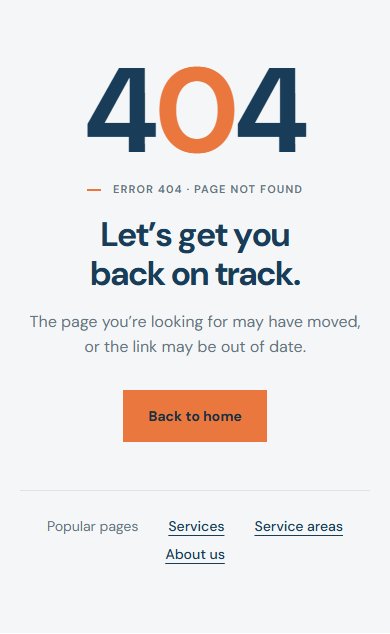 404
ERROR 404 · PAGE NOT FOUND
Let’s get you
back on track.
The page you’re looking for may have moved,
or the link may be out of date.
Back to home
Popular pages Services Service areas
About us